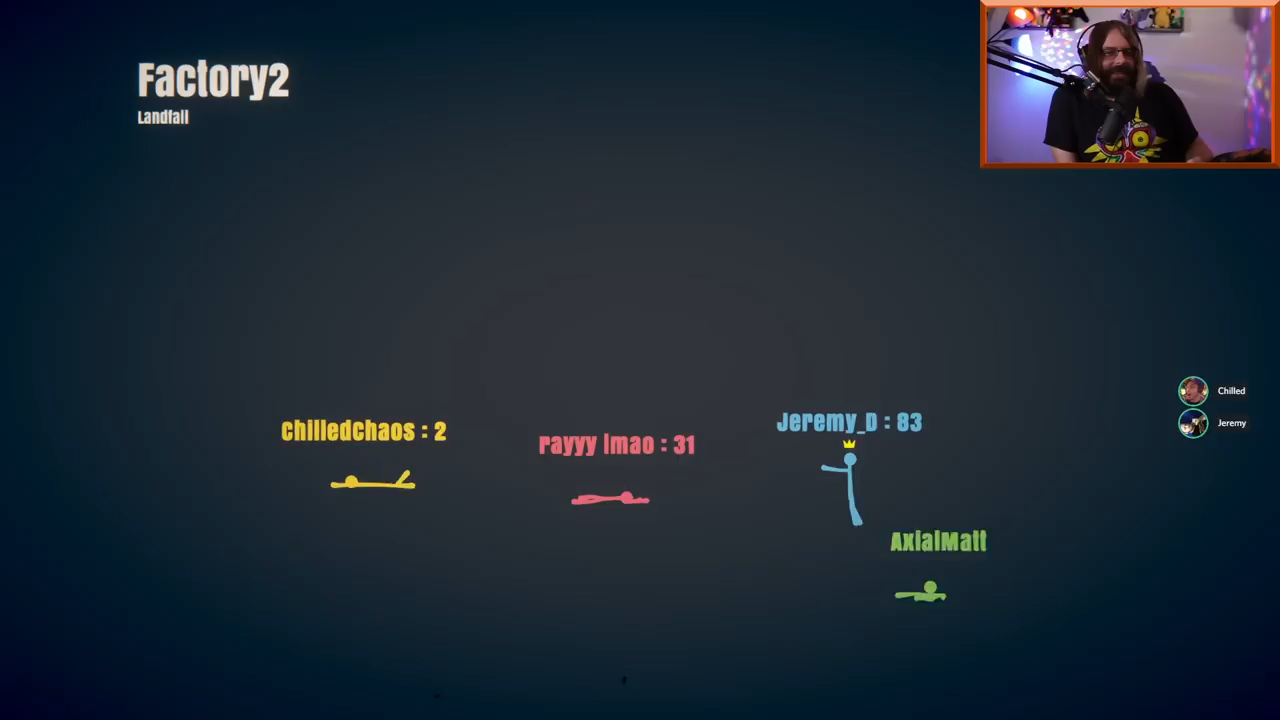 Factory2
Landfall
Jeremy_D : 83
chilledchaos : 2
rayyy lmao : 31
AxialMatt
Chilled
Jeremy